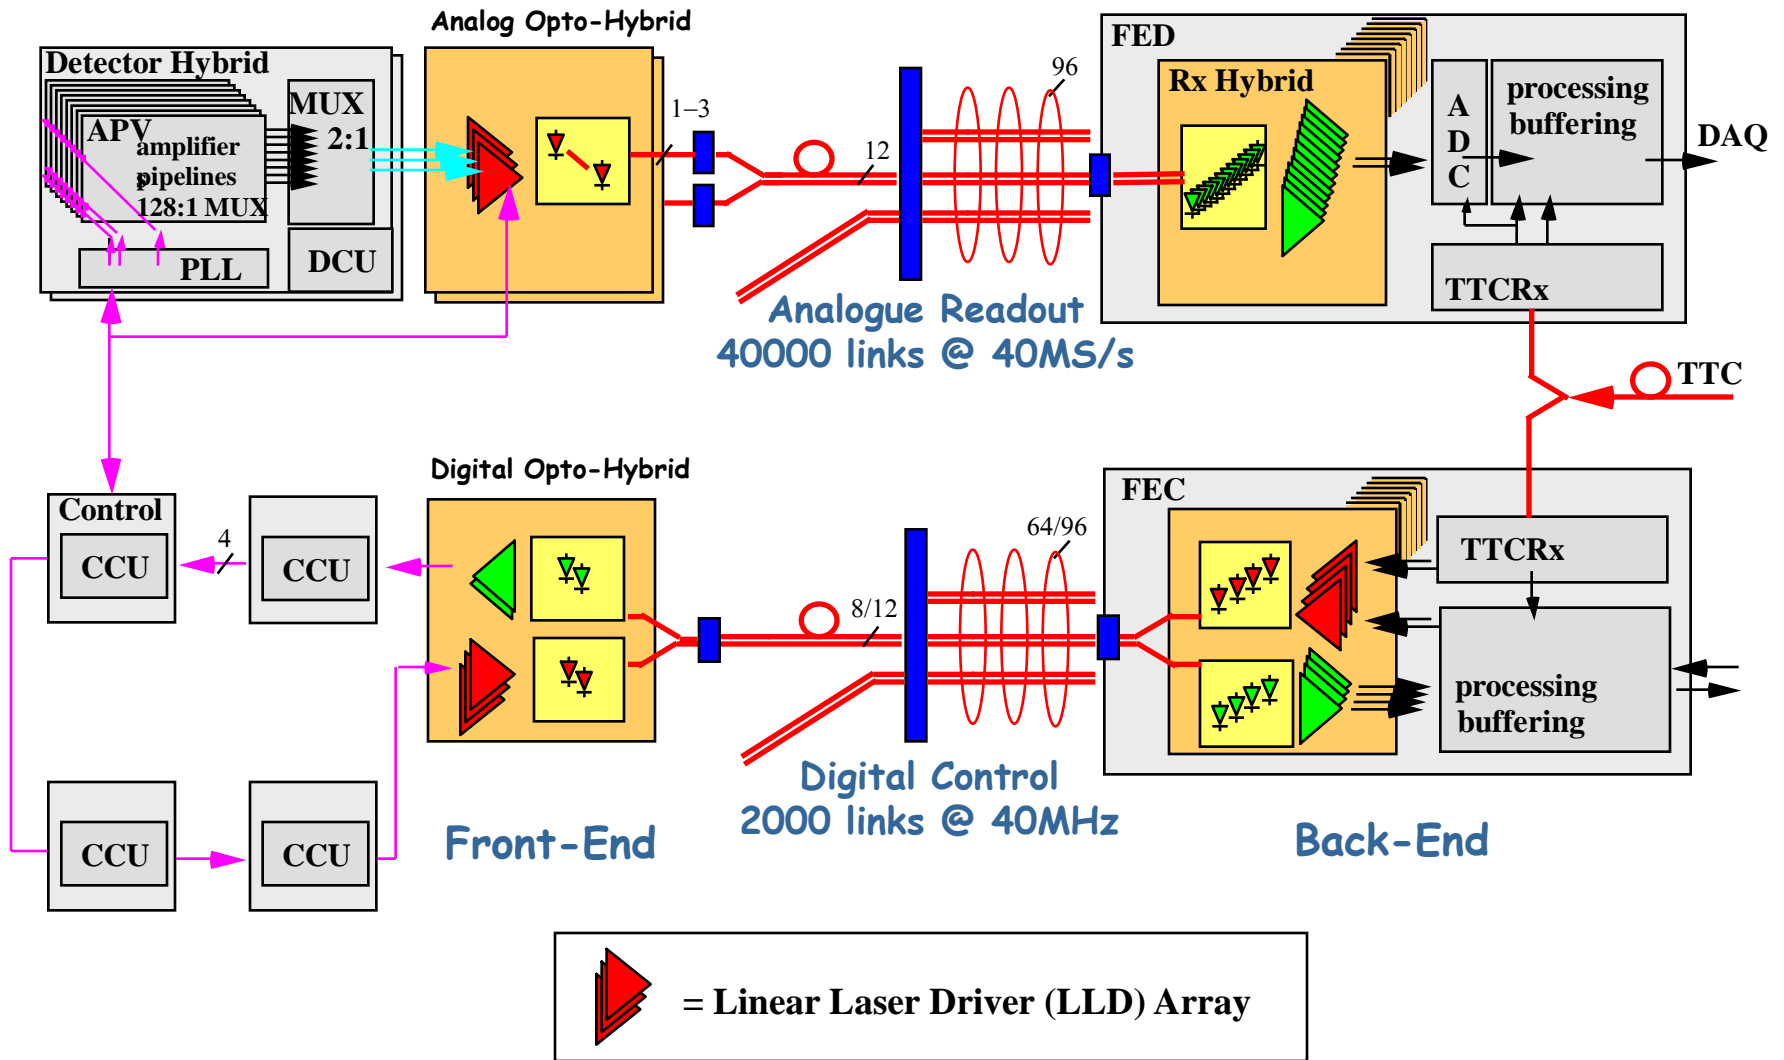 Analog Opto-Hybrid
Detector Hybrid
MUX
2:1
APV
amplifier
pipelines
128:1 MUX
PLL
DCU
1–3
12
96
FED
Rx Hybrid
A
D
C
processing
buffering
DAQ
TTCRx
Analogue Readout
40000 links @ 40MS/s
TTC
Digital Opto-Hybrid
Control
CCU
4
CCU
8/12
64/96
FEC
TTCRx
processing
buffering
CCU
CCU
Digital Control
2000 links @ 40MHz
Front-End
Back-End
= Linear Laser Driver (LLD) Array